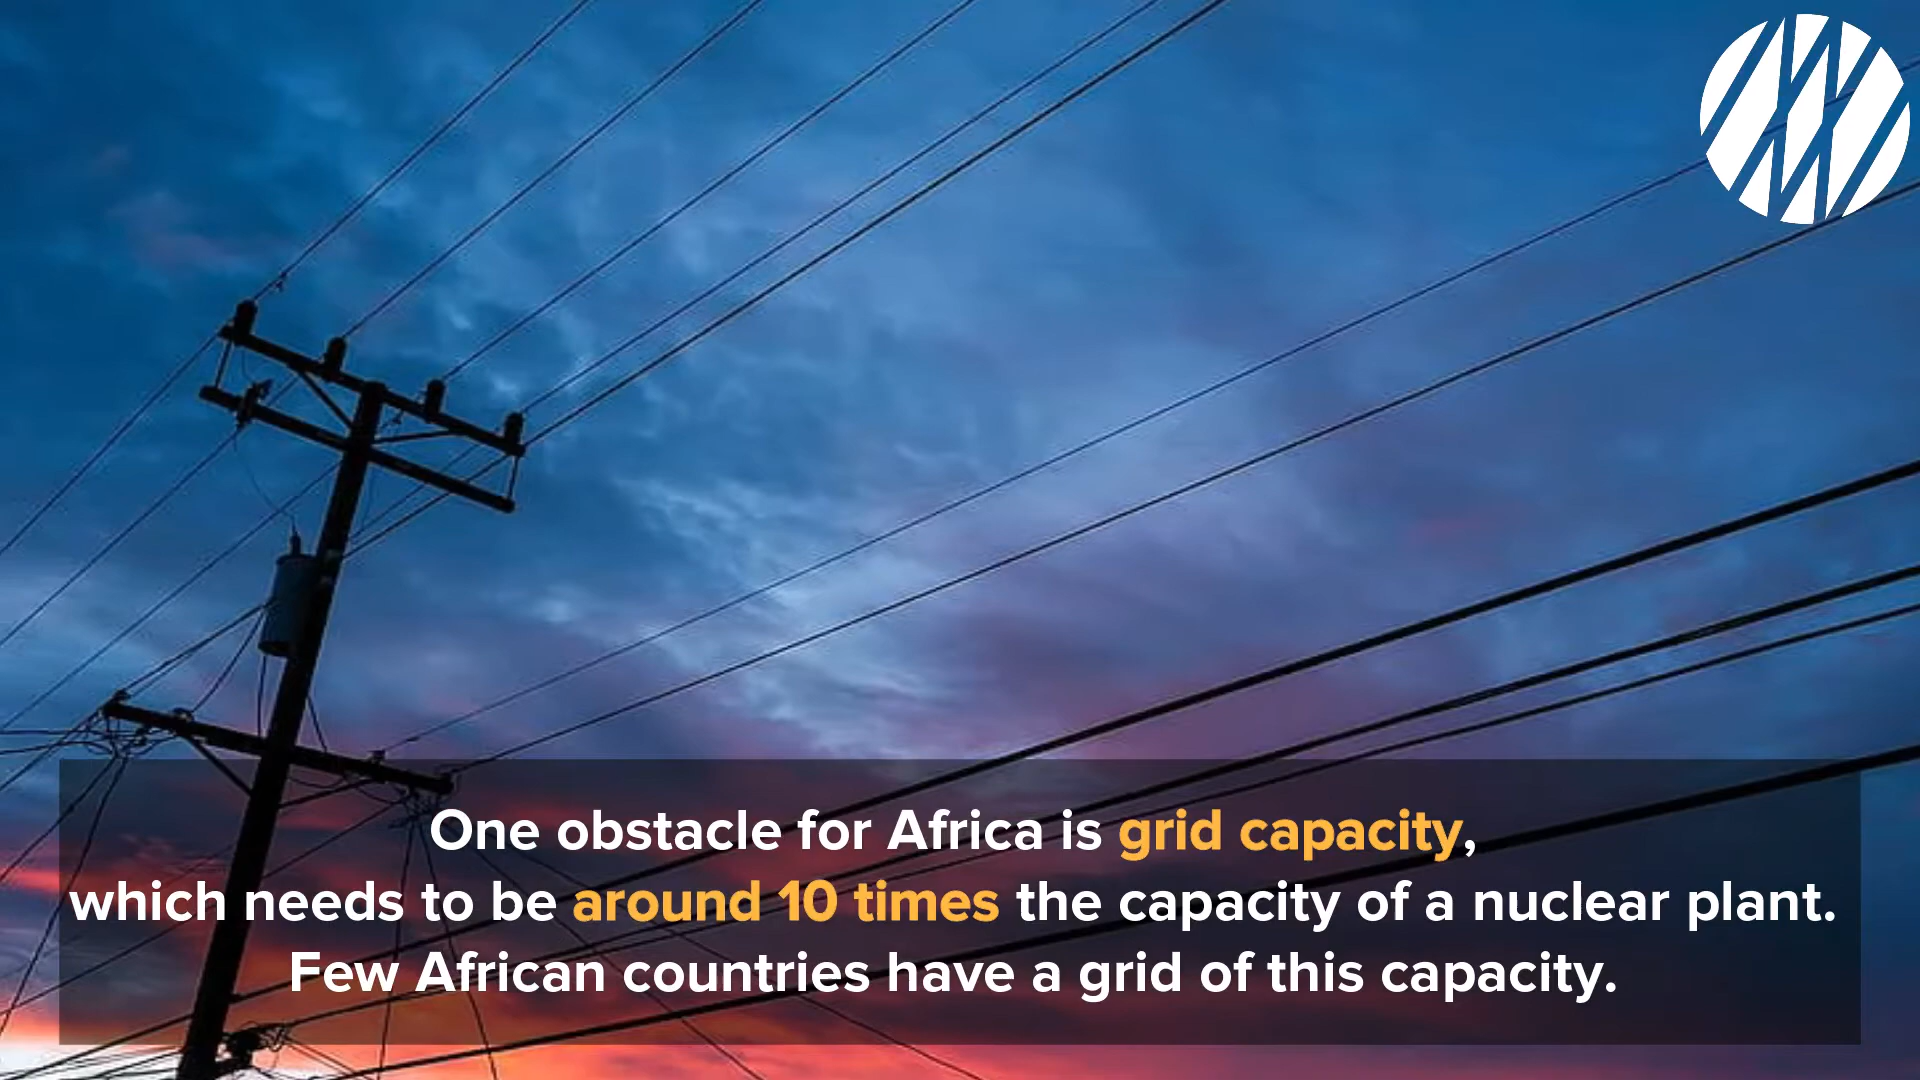 One obstacle for Africa is grid capacity,
which needs to be around 10 times the capacity of a nuclear plant.
Few African countries have a grid of this capacity.